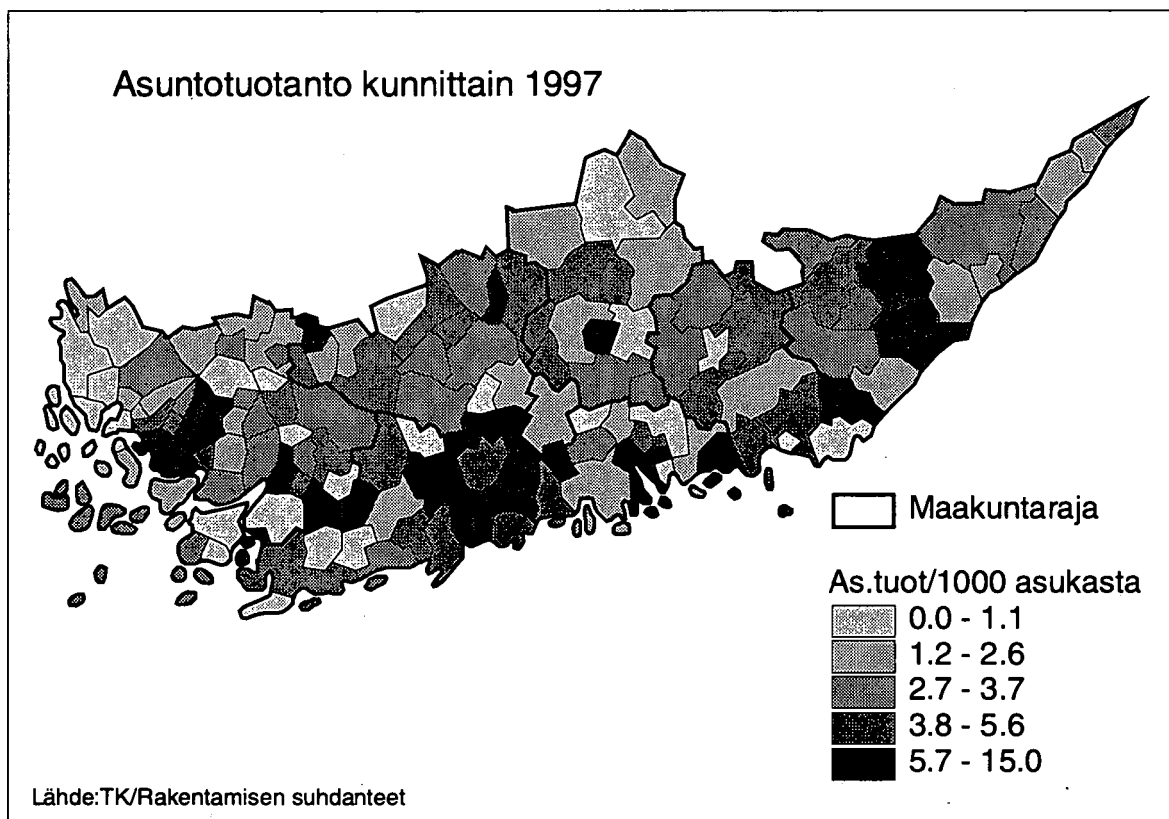 Asuntotuotanto kunnittain 1997
Maakuntaraja
As.tuot/1000 asukasta
0.0 - 1.1
1.2 - 2.6
2.7 - 3.7
3.8 - 5.6
5.7 - 15.0
Lähde:TK/Rakentamisen suhdanteet